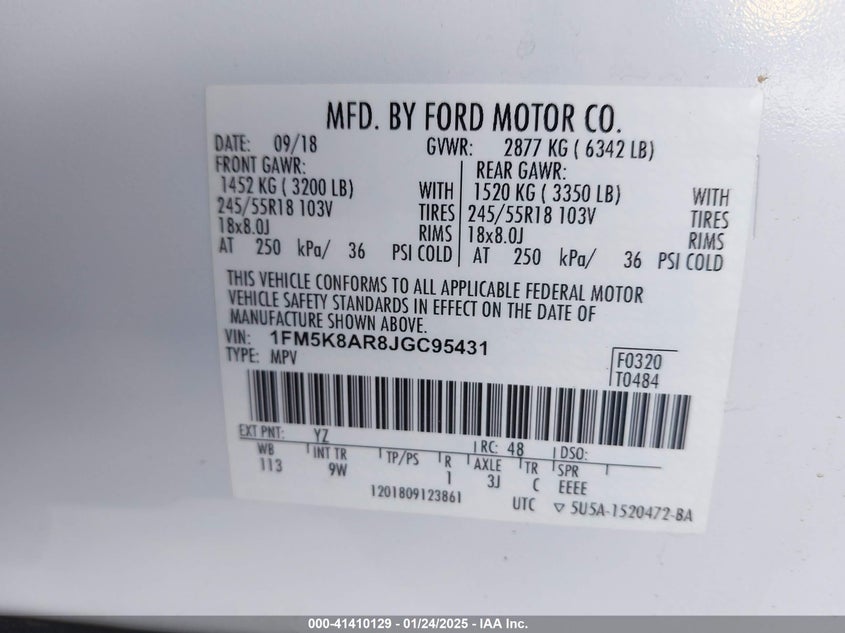 MFD. BY FORD MOTOR CO.
DATE: 09/18 GVWR: 2877 KG ( 6342 LB)
FRONT GAWR: REAR GAWR:
1452 KG ( 3200 LB) WITH 1520 KG ( 3350 LB) WITH
245/55R18 103V TIRES 245/55R18 103V TIRES
18x8.0J RIMS 18x8.0J RIMS
AT 250 kPa/ 36 PSI COLD AT 250 kPa/ 36 PSI COLD
THIS VEHICLE CONFORMS TO ALL APPLICABLE FEDERAL MOTOR
VEHICLE SAFETY STANDARDS IN EFFECT ON THE DATE OF
MANUFACTURE SHOWN ABOVE.
VIN: 1FM5K8AR8JGC95431
TYPE: MPV
F0320
T0484
EXT PNT: YZ RC: 48 DSO:
WB INT TR TP/PS R AXLE TR SPR
113 9W 1 3J C EEEE
1201809123861 UTC ▽ 5U5A-1520472-BA
000-41410129 - 01/24/2025 - IAA Inc.